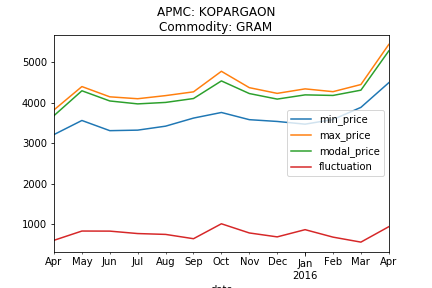 APMC: KOPARGAON
Commodity: GRAM
5000
4000
3000
2000
1000
min_price
max_price
modal_price
fluctuation
Apr May Jun Jul Aug Sep Oct Nov Dec Jan Feb Mar Apr
2016